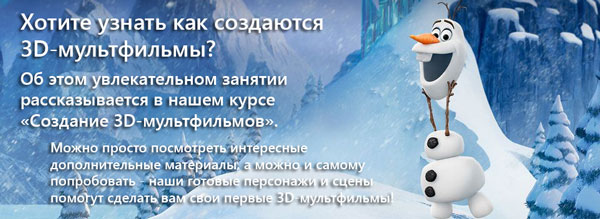 Хотите узнать как создаются
3D-мультфильмы?
Об этом увлекательном занятии
рассказывается в нашем курсе
«Создание 3D-мультфильмов».
Можно просто посмотреть интересные
дополнительные материалы; а можно и самому
попробовать - наши готовые персонажи и сцены
помогут сделать вам свои первые 3D-мультфильмы!